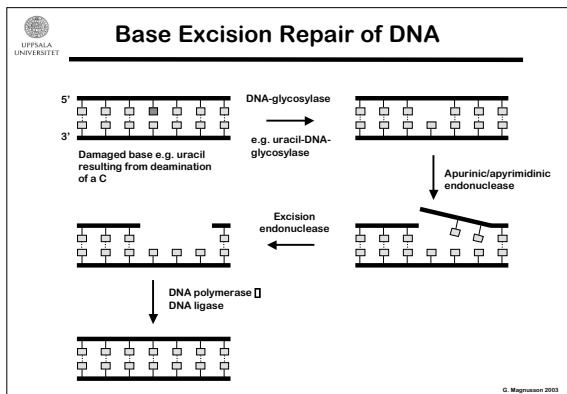 UPPSALA
UNIVERSITET
Base Excision Repair of DNA
5’
3’
DNA-glycosylase
e.g. uracil-DNA-
glycosylase
Damaged base e.g. uracil
resulting from deamination
of a C
Apurinic/apyrimidinic
endonuclease
Excision
endonuclease
DNA polymerase ▯
DNA ligase
G. Magnusson 2003